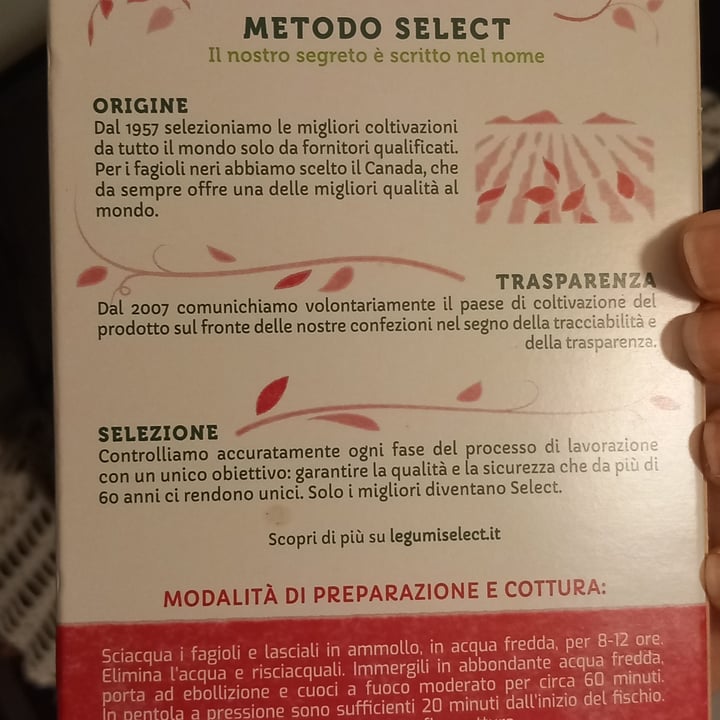 METODO SELECT
Il nostro segreto è scritto nel nome
ORIGINE
Dal 1957 selezioniamo le migliori coltivazioni
da tutto il mondo solo da fornitori qualificati.
Per i fagioli neri abbiamo scelto il Canada, che
da sempre offre una delle migliori qualità al
mondo.
TRASPARENZA
Dal 2007 comunichiamo volontariamente il paese di coltivazione del
prodotto sul fronte delle nostre confezioni nel segno della tracciabilità e
della trasparenza.
SELEZIONE
Controlliamo accuratamente ogni fase del processo di lavorazione
con un unico obiettivo: garantire la qualità e la sicurezza che da più di
60 anni ci rendono unici. Solo i migliori diventano Select.
Scopri di più su legumiselect.it
MODALITÀ DI PREPARAZIONE E COTTURA:
Sciacqua i fagioli e lasciali in ammollo, in acqua fredda, per 8-12 ore.
Elimina l'acqua e risciacquali. Immergili in abbondante acqua fredda,
porta ad ebollizione e cuoci a fuoco moderato per circa 60 minuti.
In pentola a pressione sono sufficienti 20 minuti dall'inizio del fischio.